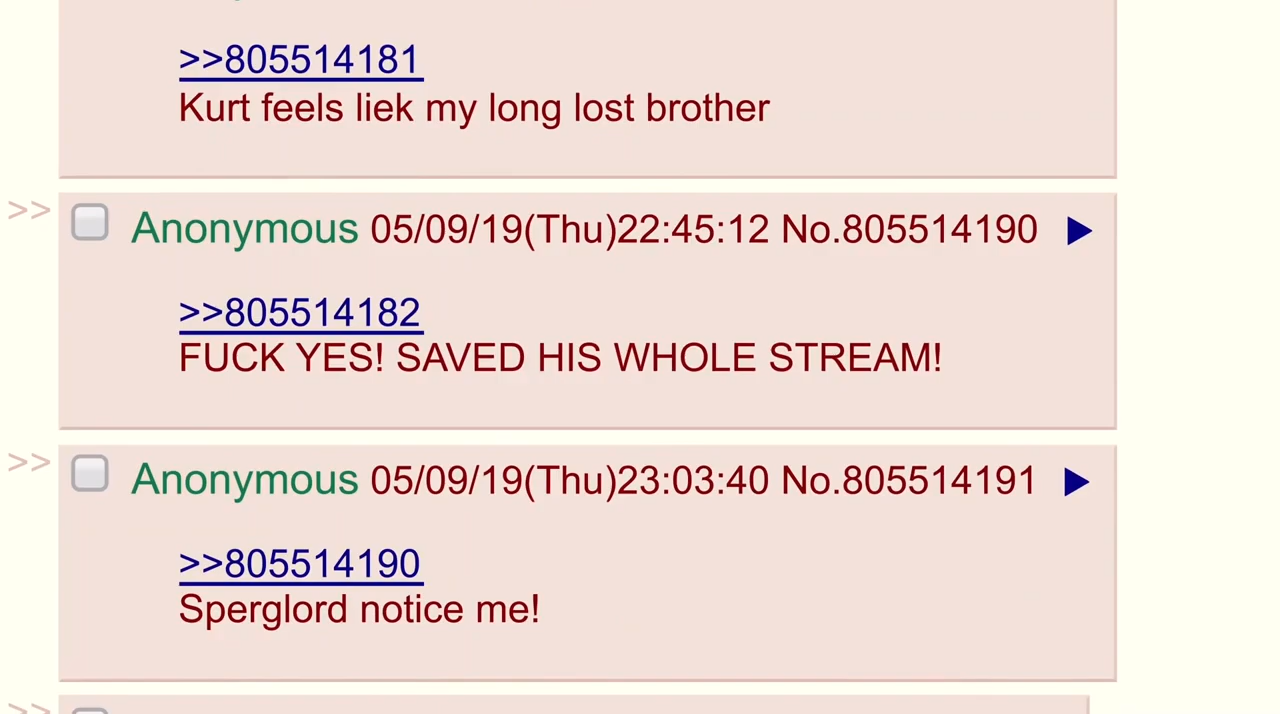 >>805514181
Kurt feels liek my long lost brother
>> Anonymous 05/09/19(Thu)22:45:12 No.805514190 ▶
>>805514182
FUCK YES! SAVED HIS WHOLE STREAM!
>> Anonymous 05/09/19(Thu)23:03:40 No.805514191 ▶
>>805514190
Sperglord notice me!
>>